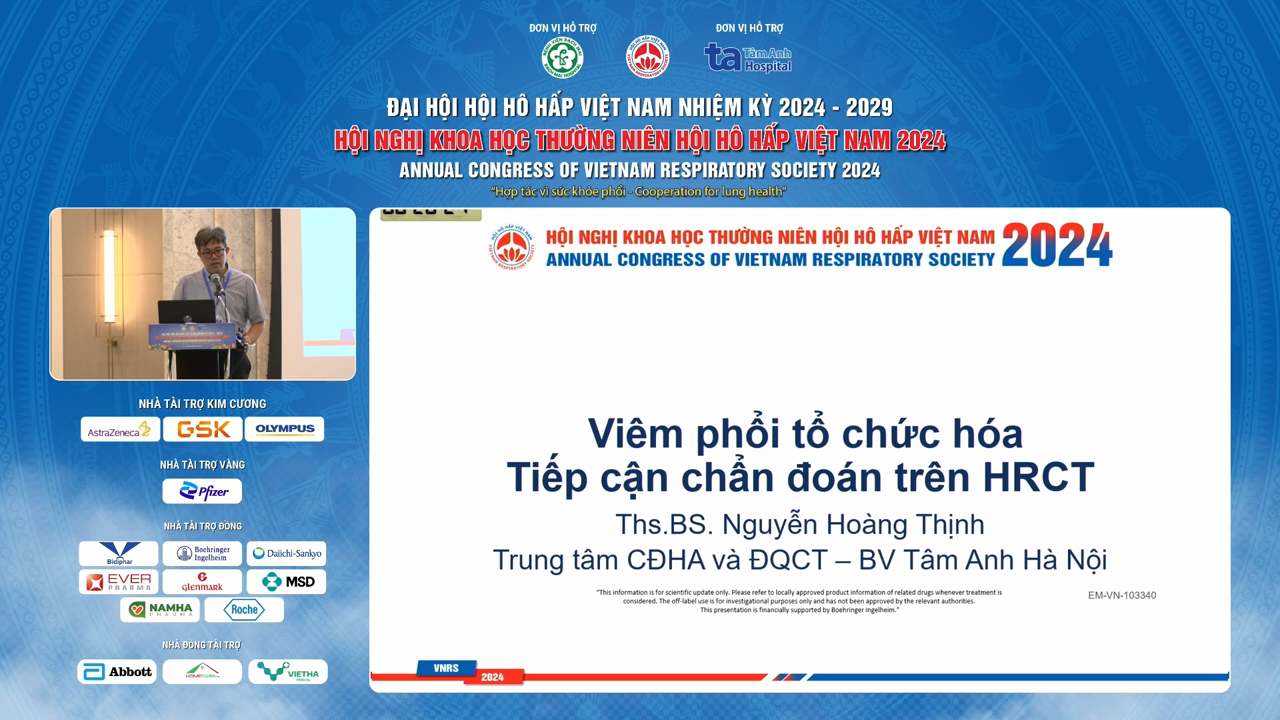 ĐƠN VỊ HỖ TRỢ
ĐƠN VỊ HỖ TRỢ
ta TâmAnh Hospital
ĐẠI HỘI HỘI HÔ HẤP VIỆT NAM NHIỆM KỲ 2024 - 2029
HỘI NGHỊ KHOA HỌC THƯỜNG NIÊN HỘI HÔ HẤP VIỆT NAM 2024
ANNUAL CONGRESS OF VIETNAM RESPIRATORY SOCIETY 2024
"Hợp tác vì sức khỏe phổi - Cooperation for lung health"
HỘI NGHỊ KHOA HỌC THƯỜNG NIÊN HỘI HÔ HẤP VIỆT NAM 2024
ANNUAL CONGRESS OF VIETNAM RESPIRATORY SOCIETY
Viêm phổi tổ chức hóa
Tiếp cận chẩn đoán trên HRCT
Ths.BS. Nguyễn Hoàng Thịnh
Trung tâm CĐHA và ĐQCT – BV Tâm Anh Hà Nội
"This information is for scientific update only. Please refer to locally approved product information of related drugs whenever treatment is
considered. The off-label use is for investigational purposes only and has not been approved by the relevant authorities.
This presentation is financially supported by Boehringer Ingelheim."
EM-VN-103340
VNRS
2024
NHÀ TÀI TRỢ KIM CƯƠNG
AstraZeneca GSK OLYMPUS
NHÀ TÀI TRỢ VÀNG
Pfizer
NHÀ TÀI TRỢ ĐỒNG
Bidiphar Boehringer Ingelheim Daiichi-Sankyo
EVER PHARMA GLENMARK MSD
NAMHA PHARMA Roche
NHÀ ĐỒNG TÀI TRỢ
Abbott VIETHA